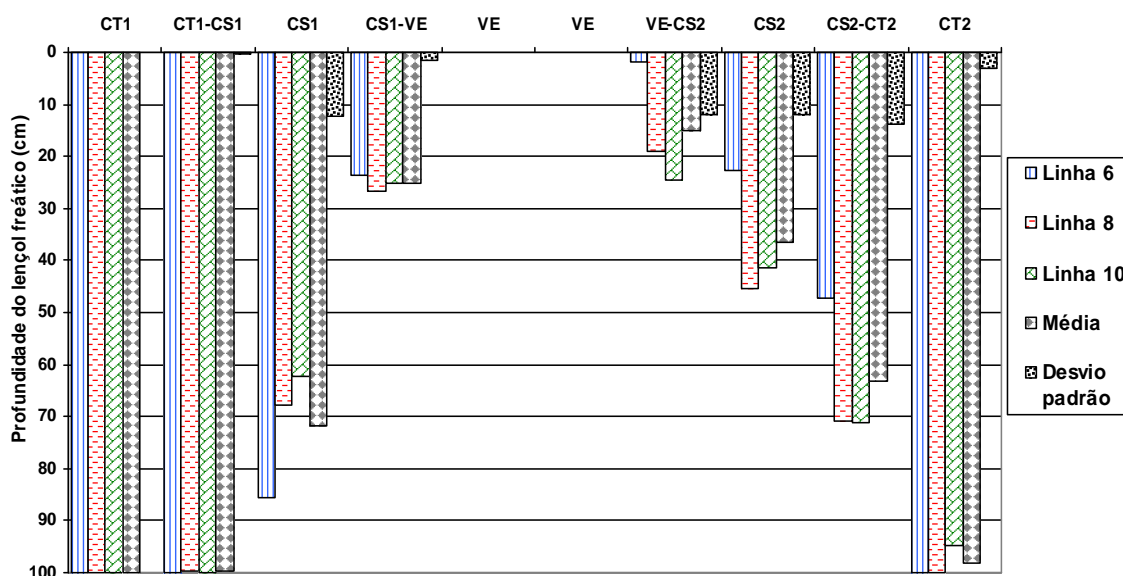 CT1 CT1-CS1 CS1 CS1-VE VE VE VE-CS2 CS2 CS2-CT2 CT2
Profundidade do lençol freático (cm)
0
10
20
30
40
50
60
70
80
90
100
Linha 6
Linha 8
Linha 10
Média
Desvio
padrão